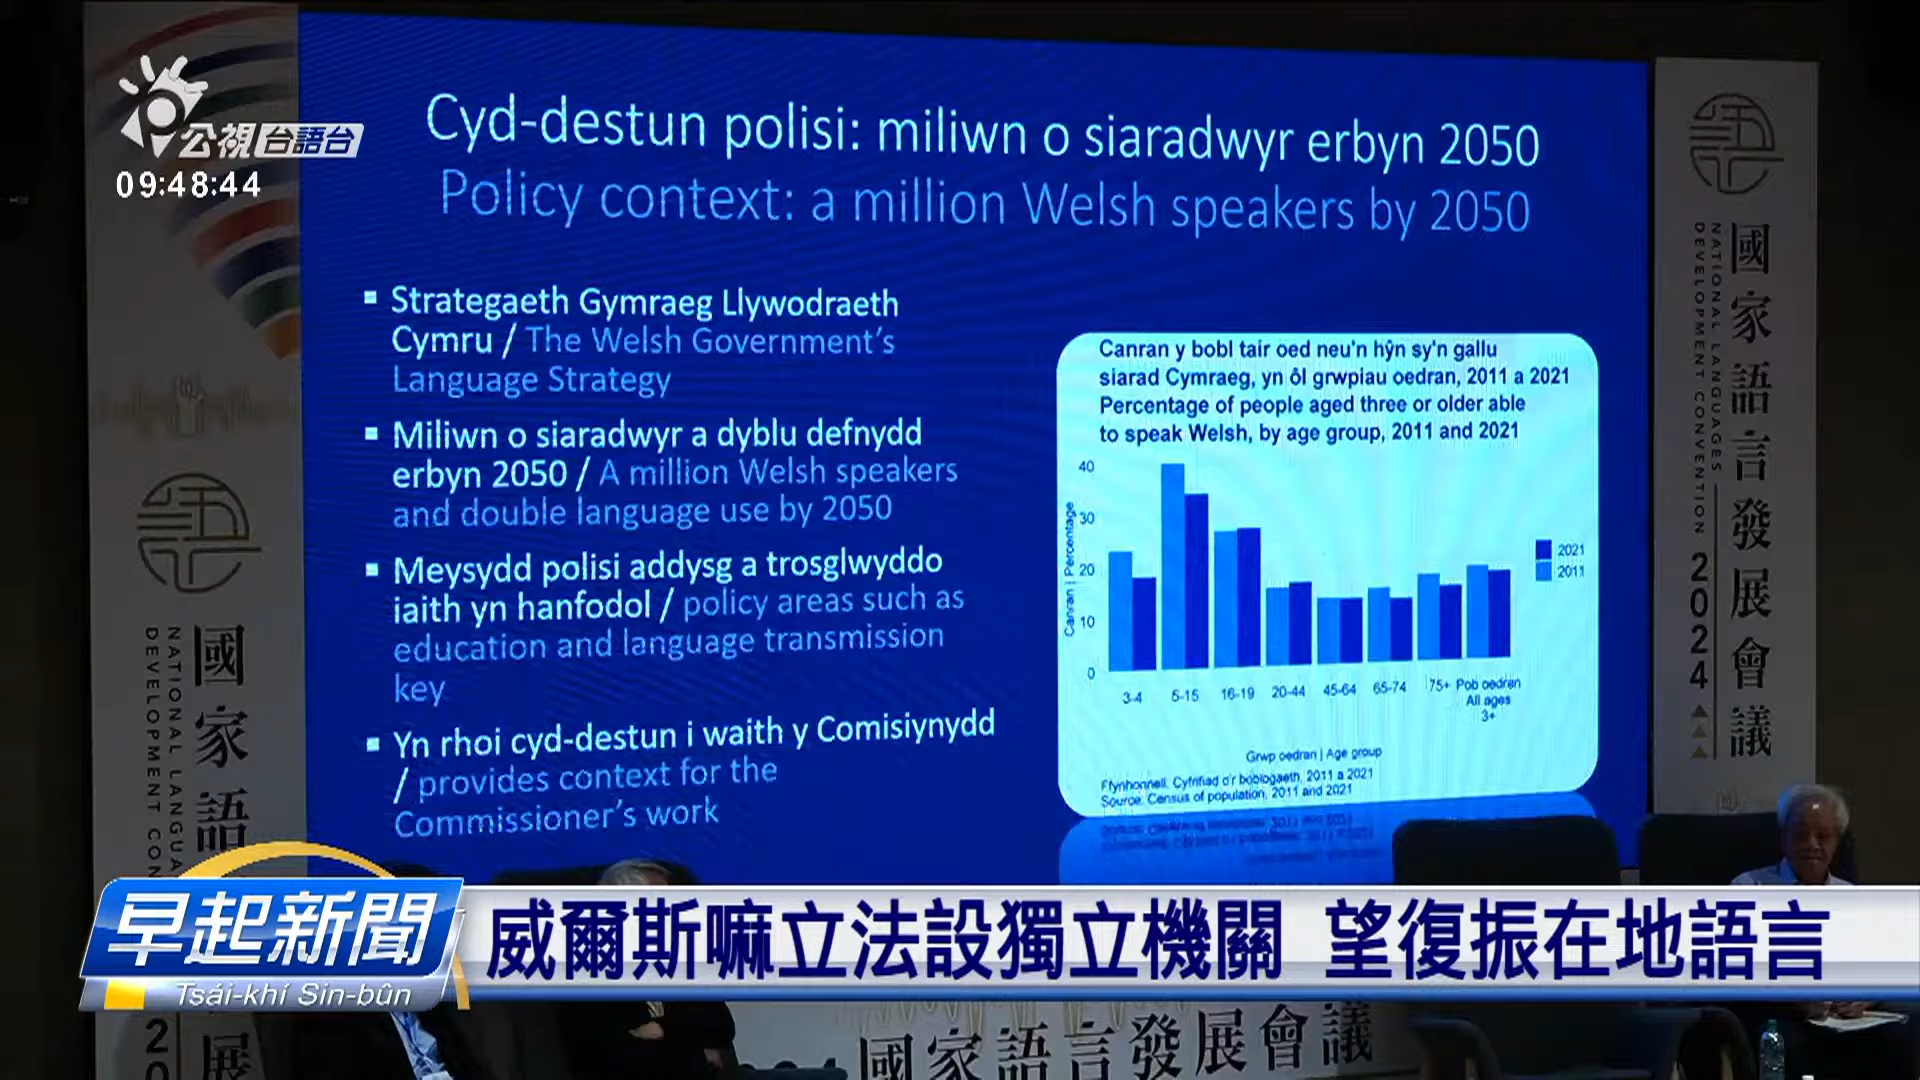 公視台語台
09:48:44
Cyd-destun polisi: miliwn o siaradwyr erbyn 2050
Policy context: a million Welsh speakers by 2050
▪ Strategaeth Gymraeg Llywodraeth
Cymru / The Welsh Government's
Language Strategy
▪ Miliwn o siaradwyr a dyblu defnydd
erbyn 2050 / A million Welsh speakers
and double language use by 2050
▪ Meysydd polisi addysg a trosglwyddo
iaith yn hanfodol / policy areas such as
education and language transmission
key
▪ Yn rhoi cyd-destun i waith y Comisiynydd
/ provides context for the
Commissioner's work
Canran y bobl tair oed neu'n hŷn sy'n gallu
siarad Cymraeg, yn ôl grwpiau oedran, 2011 a 2021
Percentage of people aged three or older able
to speak Welsh, by age group, 2011 and 2021
Canran | Percentage
40
30
20
10
0
2021
2011
3-4 5-15 16-19 20-44 45-64 65-74 75+ Pob oedran
All ages
3+
Grwp oedran | Age group
Ffynhonnell: Cyfrifiad o'r boblogaeth, 2011 a 2021
Source: Census of population, 2011 and 2021
國家語言發展會議
NATIONAL LANGUAGES
DEVELOPMENT CONVENTION 2024
國家語
NATIONAL LANGUA
DEVELOPMENT CON
20
展
早起新聞
Tsái-khí Sin-bûn
威爾斯嘛立法設獨立機關 望復振在地語言
國家語言發展會議